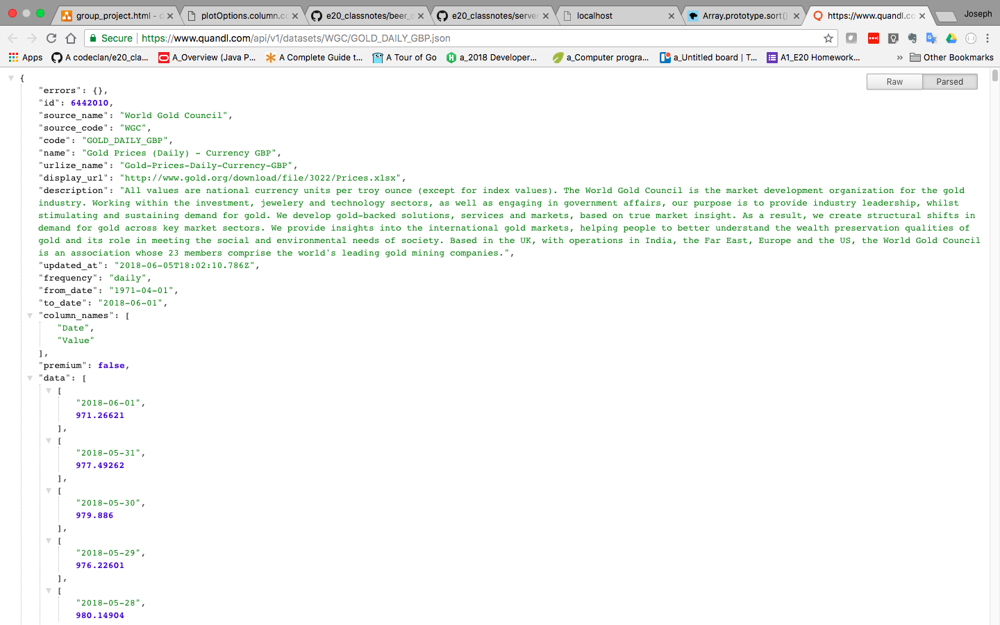 group_project.html - d
plotOptions.column.co
e20_classnotes/beer_d
e20_classnotes/server
localhost
Array.prototype.sort()
https://www.quandl.co
Joseph
Secure
https://www.quandl.com/api/v1/datasets/WGC/GOLD_DAILY_GBP.json
Apps
A codeclan/e20_cla...
A_Overview (Java P...
A Complete Guide t...
A Tour of Go
a_2018 Developer...
a_Computer progra...
a_Untitled board | T...
A1_E20 Homework...
»
Other Bookmarks
Raw
Parsed
{
"errors": {},
"id": 6442010,
"source_name": "World Gold Council",
"source_code": "WGC",
"code": "GOLD_DAILY_GBP",
"name": "Gold Prices (Daily) - Currency GBP",
"urlize_name": "Gold-Prices-Daily-Currency-GBP",
"display_url": "http://www.gold.org/download/file/3022/Prices.xlsx",
"description": "All values are national currency units per troy ounce (except for index values). The World Gold Council is the market development organization for the gold
industry. Working within the investment, jewelery and technology sectors, as well as engaging in government affairs, our purpose is to provide industry leadership, whilst
stimulating and sustaining demand for gold. We develop gold-backed solutions, services and markets, based on true market insight. As a result, we create structural shifts in
demand for gold across key market sectors. We provide insights into the international gold markets, helping people to better understand the wealth preservation qualities of
gold and its role in meeting the social and environmental needs of society. Based in the UK, with operations in India, the Far East, Europe and the US, the World Gold Council
is an association whose 23 members comprise the world's leading gold mining companies.",
"updated_at": "2018-06-05T18:02:10.786Z",
"frequency": "daily",
"from_date": "1971-04-01",
"to_date": "2018-06-01",
"column_names": [
"Date",
"Value"
],
"premium": false,
"data": [
[
"2018-06-01",
971.26621
],
[
"2018-05-31",
977.49262
],
[
"2018-05-30",
979.886
],
[
"2018-05-29",
976.22601
],
[
"2018-05-28",
980.14904